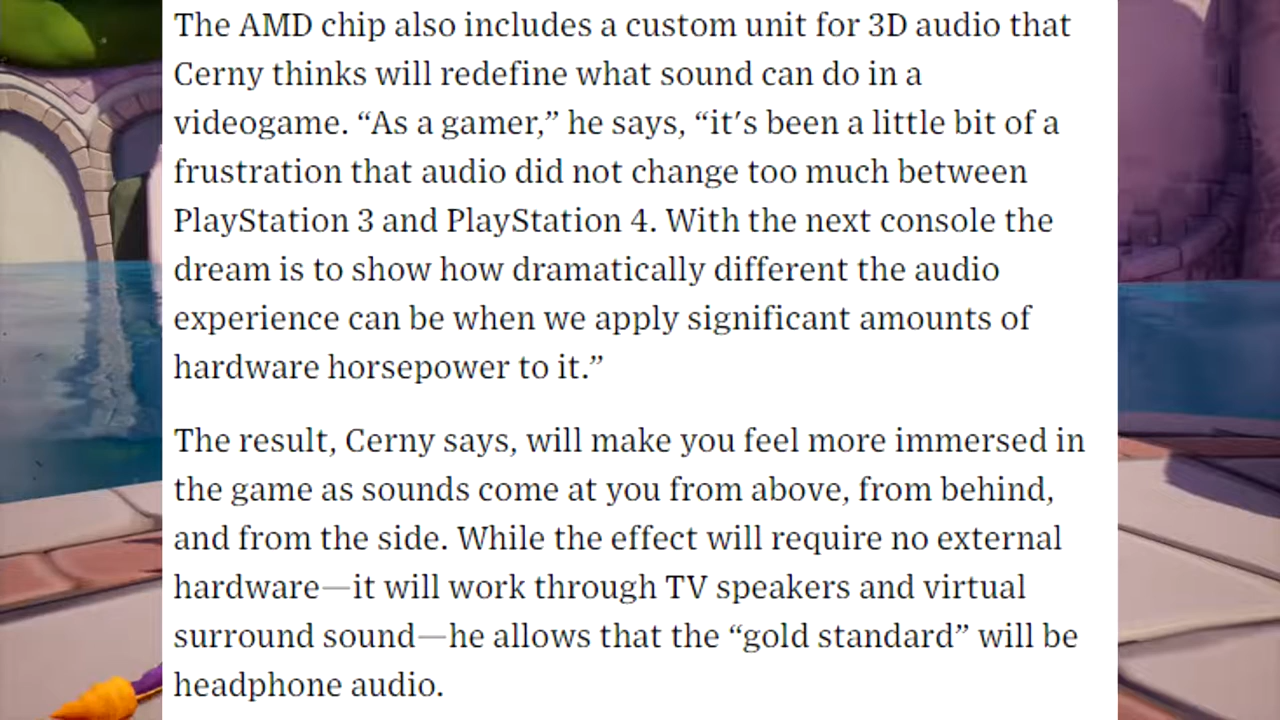 The AMD chip also includes a custom unit for 3D audio that
Cerny thinks will redefine what sound can do in a
videogame. “As a gamer,” he says, “it's been a little bit of a
frustration that audio did not change too much between
PlayStation 3 and PlayStation 4. With the next console the
dream is to show how dramatically different the audio
experience can be when we apply significant amounts of
hardware horsepower to it.”
The result, Cerny says, will make you feel more immersed in
the game as sounds come at you from above, from behind,
and from the side. While the effect will require no external
hardware—it will work through TV speakers and virtual
surround sound—he allows that the “gold standard” will be
headphone audio.